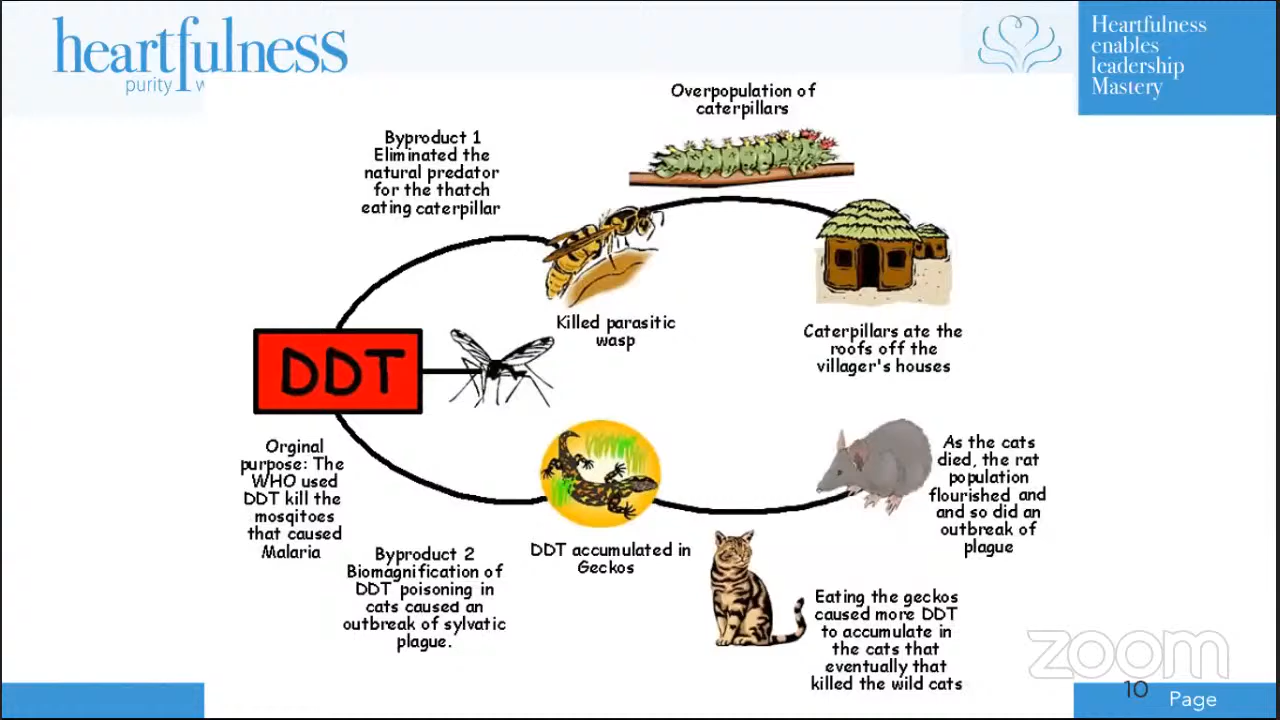 heartfulness
purity
Heartfulness
enables
leadership
Mastery
Overpopulation of
caterpillars
Byproduct 1
Eliminated the
natural predator
for the thatch
eating caterpillar
Killed parasitic
wasp
Caterpillars ate the
roofs off the
villager's houses
DDT
Orginal
purpose: The
WHO used
DDT kill the
mosqitoes
that caused
Malaria
Byproduct 2
Biomagnification of
DDT poisoning in
cats caused an
outbreak of sylvatic
plague.
DDT accumulated in
Geckos
Eating the geckos
caused more DDT
to accumulate in
the cats that
eventually that
killed the wild cats
As the cats
died, the rat
population
flourished and
and so did an
outbreak of
plague
zoom
10
Page